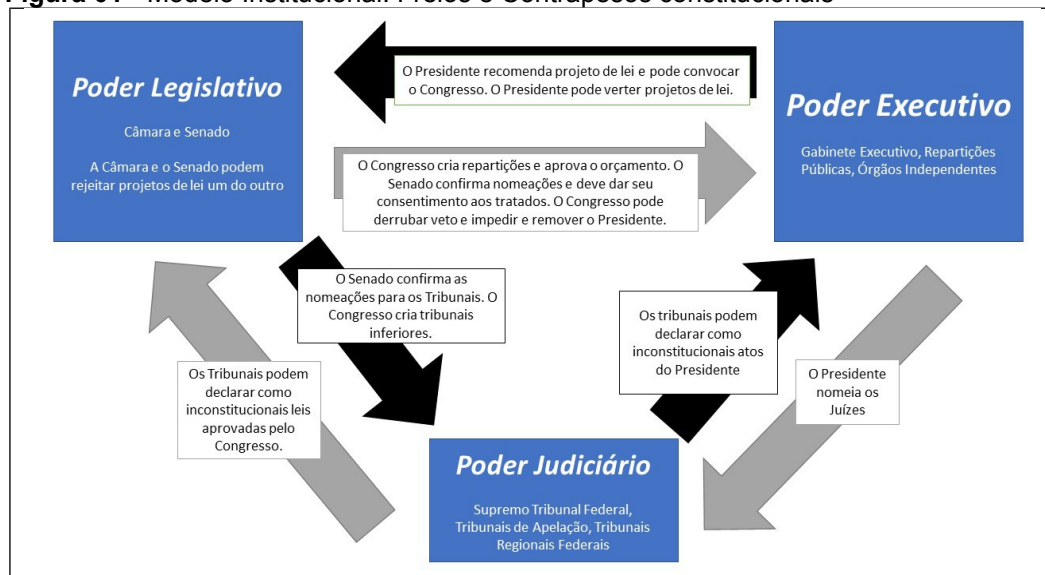 Figura 01 - Modelo Institucional: Freios e Contrapesos constitucionais
Poder Legislativo
Câmara e Senado
A Câmara e o Senado podem
rejeitar projetos de lei um do outro
O Presidente recomenda projeto de lei e pode convocar
o Congresso. O Presidente pode verter projetos de lei.
Poder Executivo
Gabinete Executivo, Repartições
Públicas, Órgãos Independentes
O Congresso cria repartições e aprova o orçamento. O
Senado confirma nomeações e deve dar seu
consentimento aos tratados. O Congresso pode
derrubar veto e impedir e remover o Presidente.
O Senado confirma as
nomeações para os Tribunais. O
Congresso cria tribunais
inferiores.
Os tribunais podem
declarar como
inconstitucionais atos
do Presidente
Os Tribunais podem
declarar como
inconstitucionais leis
aprovadas pelo
Congresso.
O Presidente
nomeia os
Juízes
Poder Judiciário
Supremo Tribunal Federal,
Tribunais de Apelação, Tribunais
Regionais Federais